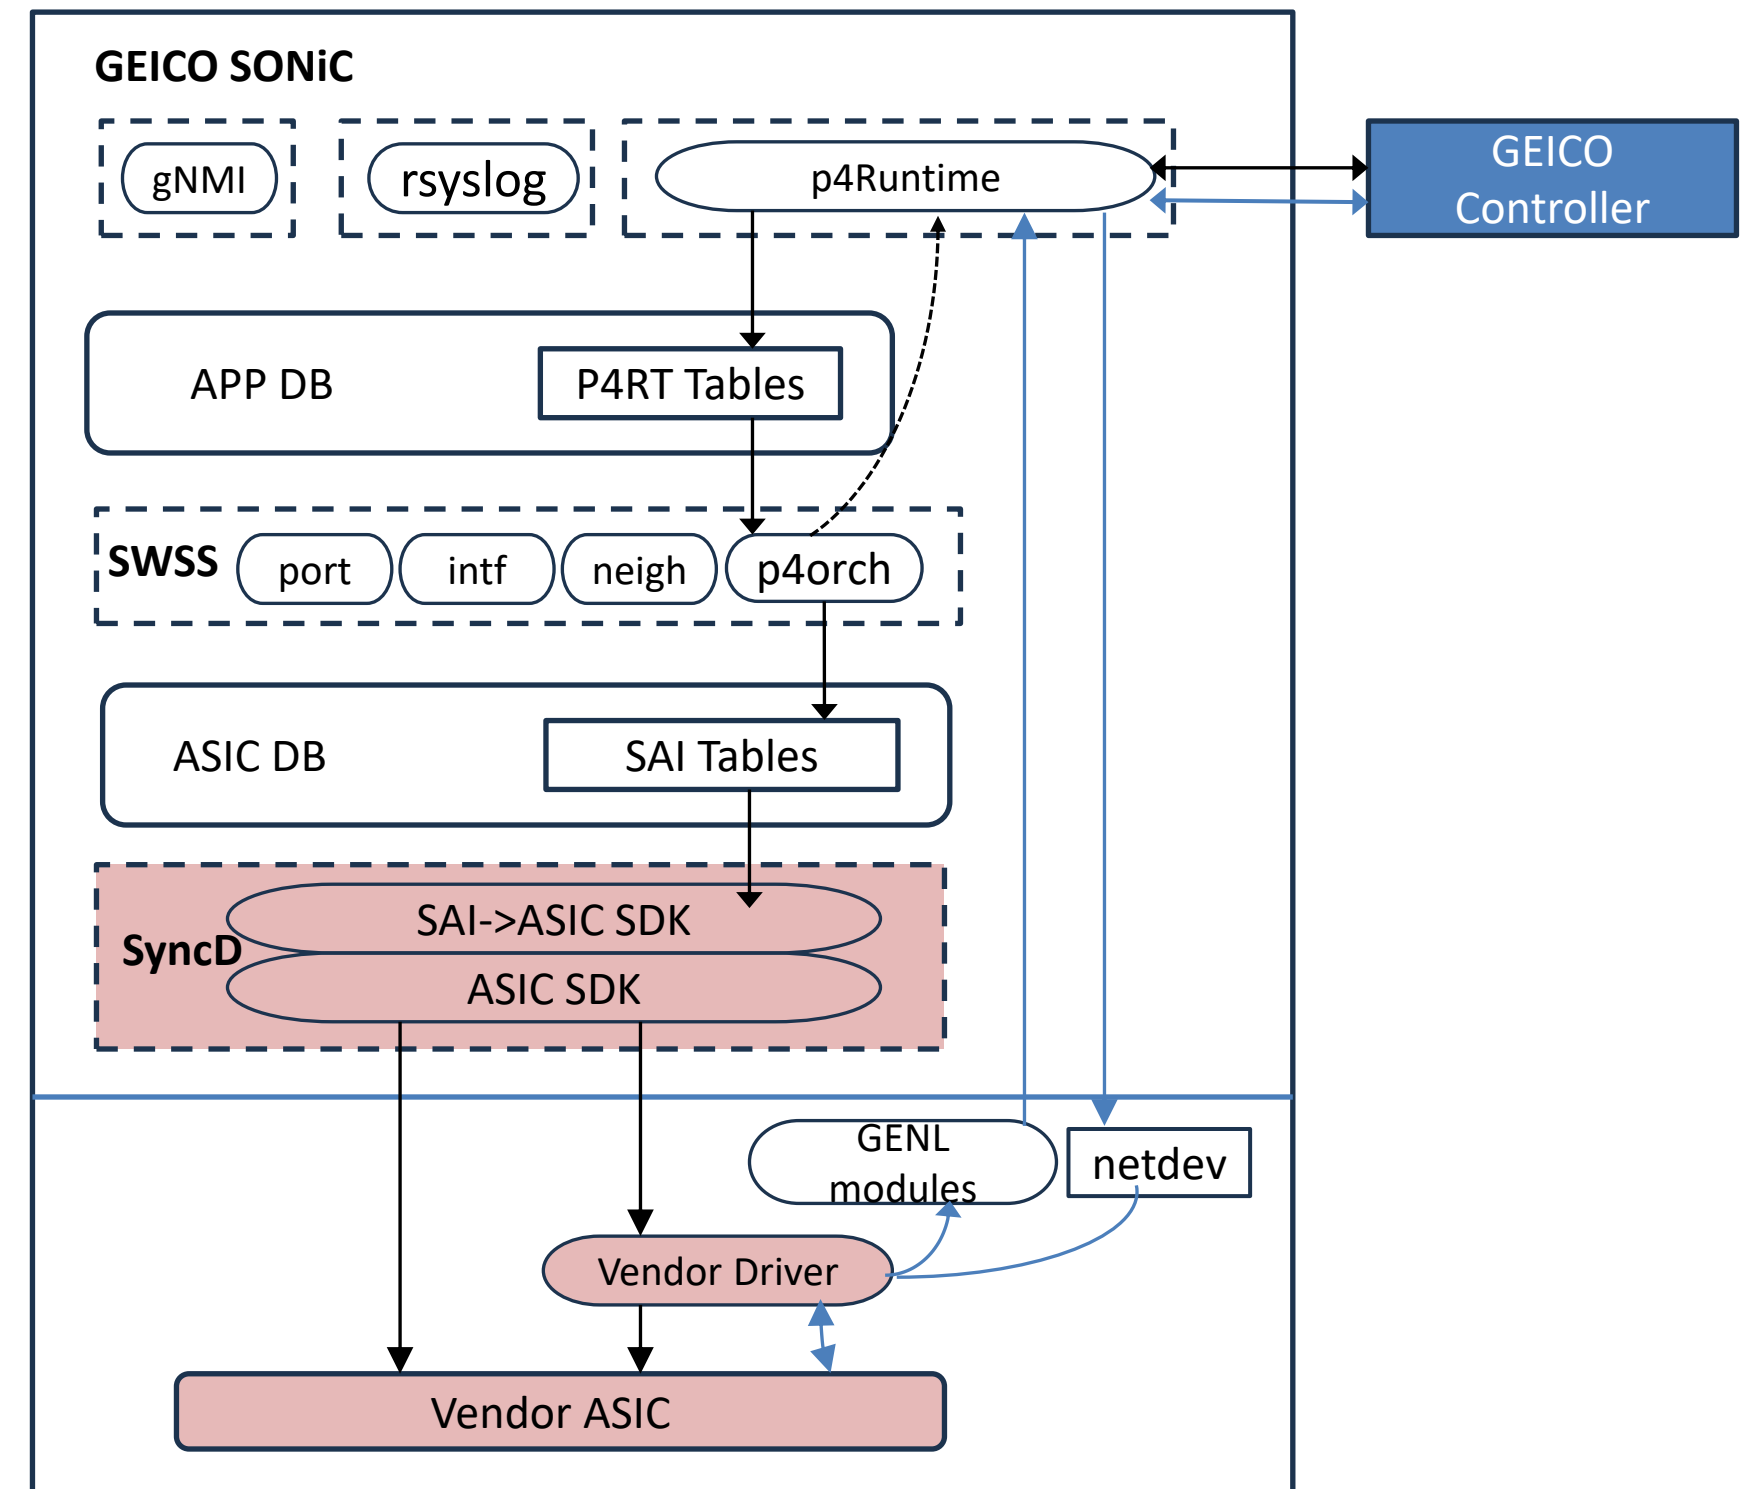 GEICO SONiC
gNMI
rsyslog
p4Runtime
GEICO
Controller
APP DB
P4RT Tables
SWSS
port
intf
neigh
p4orch
ASIC DB
SAI Tables
SyncD
SAI->ASIC SDK
ASIC SDK
GENL
modules
netdev
Vendor Driver
Vendor ASIC